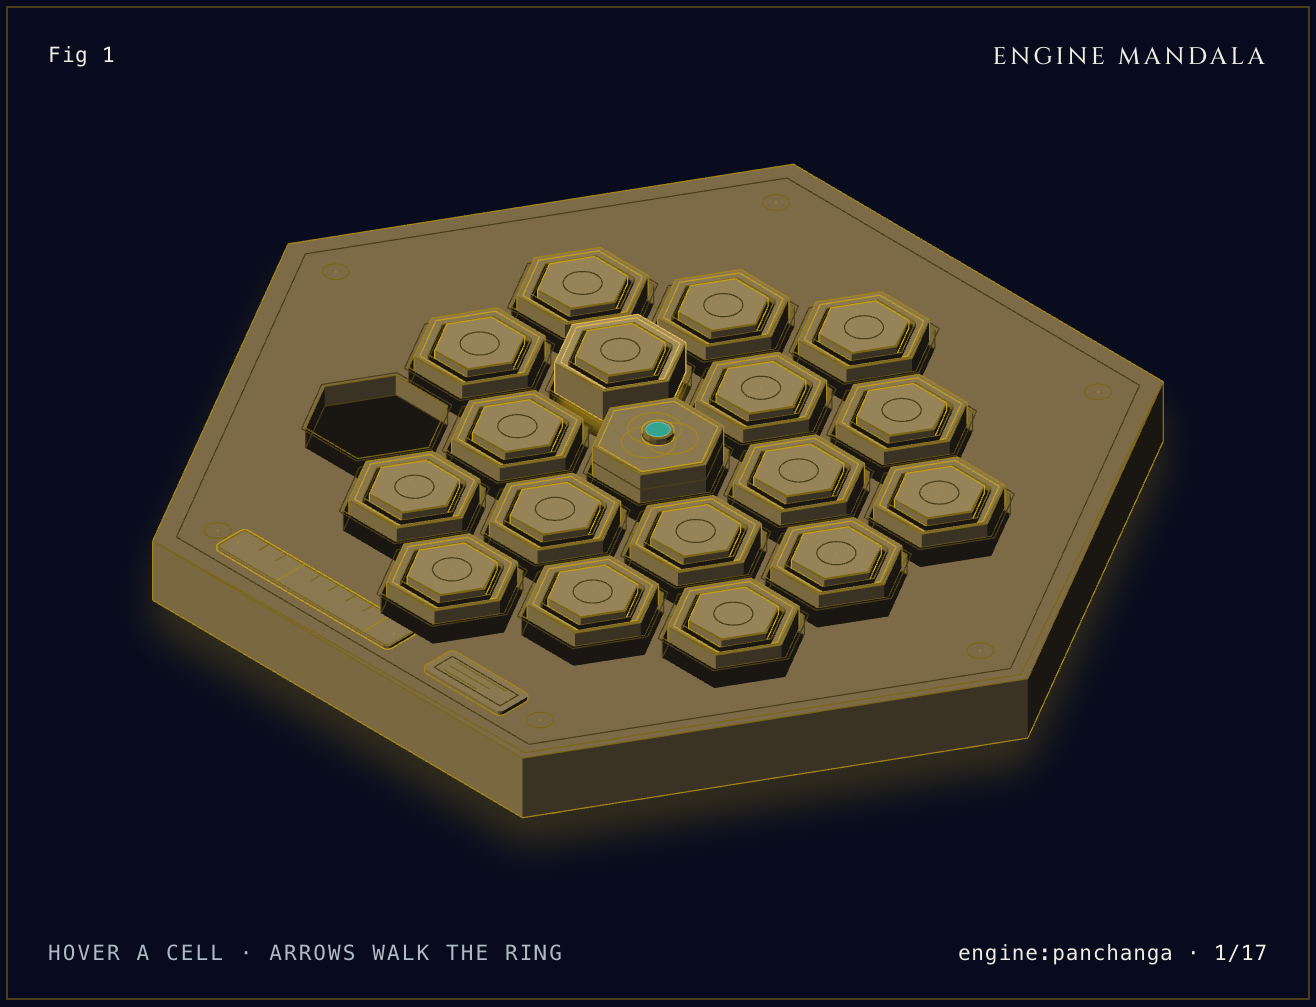 Fig 1
ENGINE MANDALA
HOVER A CELL · ARROWS WALK THE RING
engine:panchanga · 1/17